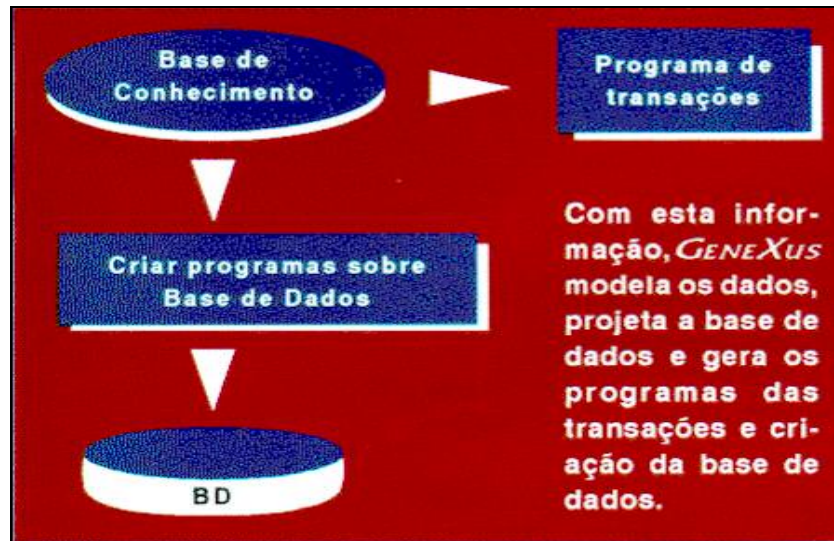 Base de
Conhecimento
Programa de
transações
Criar programas sobre
Base de Dados
BD
Com esta infor-
mação, GENEXUS
modela os dados,
projeta a base de
dados e gera os
programas das
transações e cri-
ação da base de
dados.